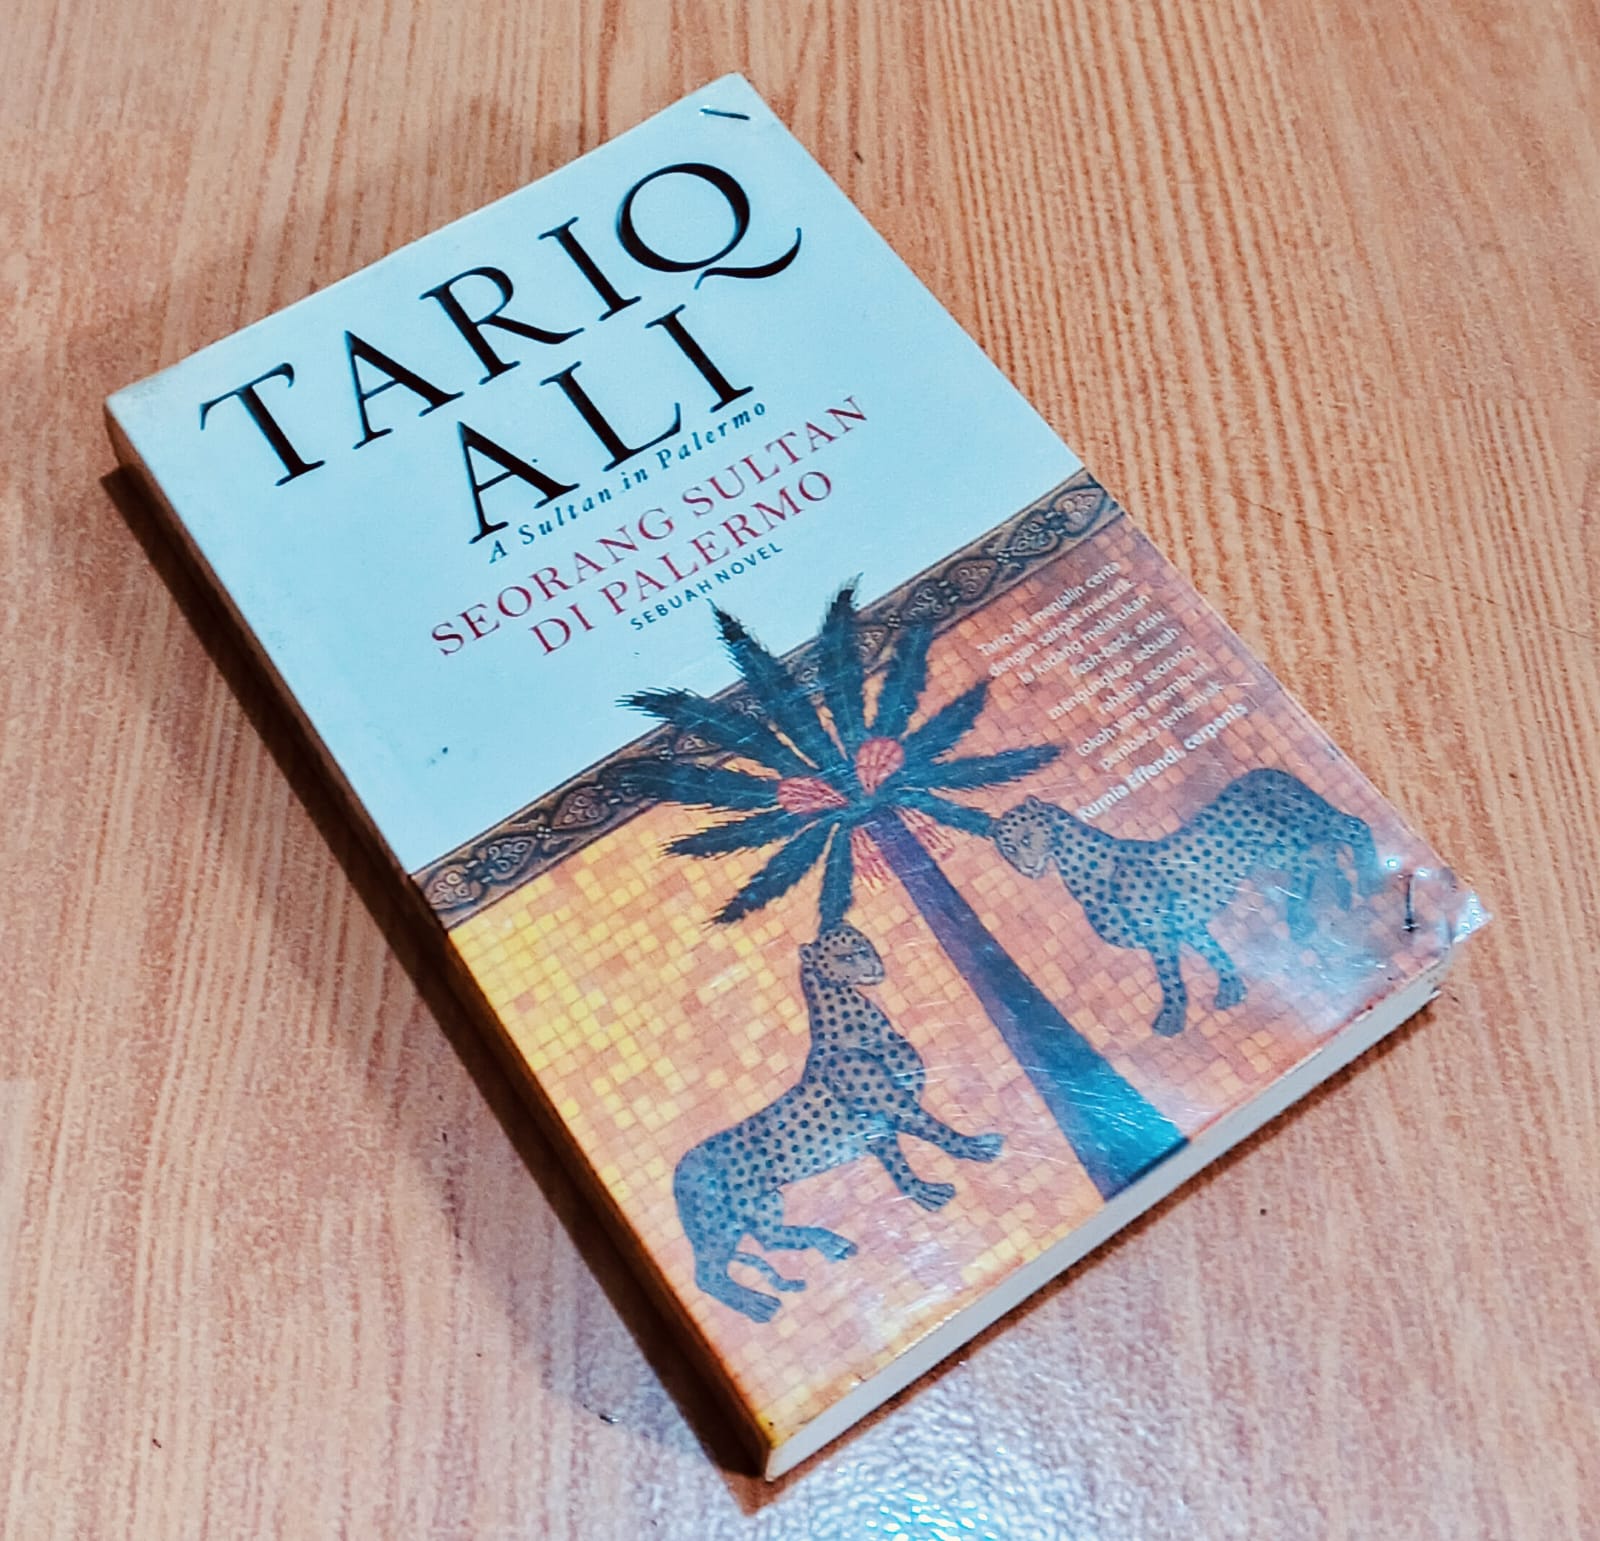 TARIQ
ALI
A Sultan in Palermo
SEORANG SULTAN
DI PALERMO
SEBUAH NOVEL
Tariq Ali menjalin cerita
dengan sangat menarik.
Ia kadang melakukan
flash-back, atau
mengungkap sebuah
rahasia seorang
tokoh yang membuat
pembaca terhenyak.
Kurnia Effendi, cerpenis